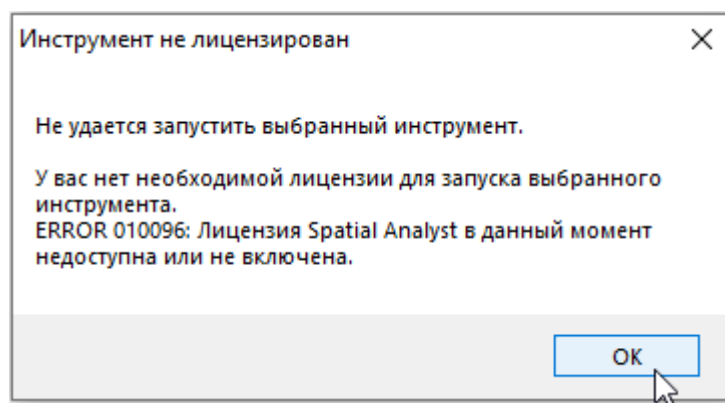 Инструмент не лицензирован
Не удается запустить выбранный инструмент.
У вас нет необходимой лицензии для запуска выбранного
инструмента.
ERROR 010096: Лицензия Spatial Analyst в данный момент
недоступна или не включена.
OK